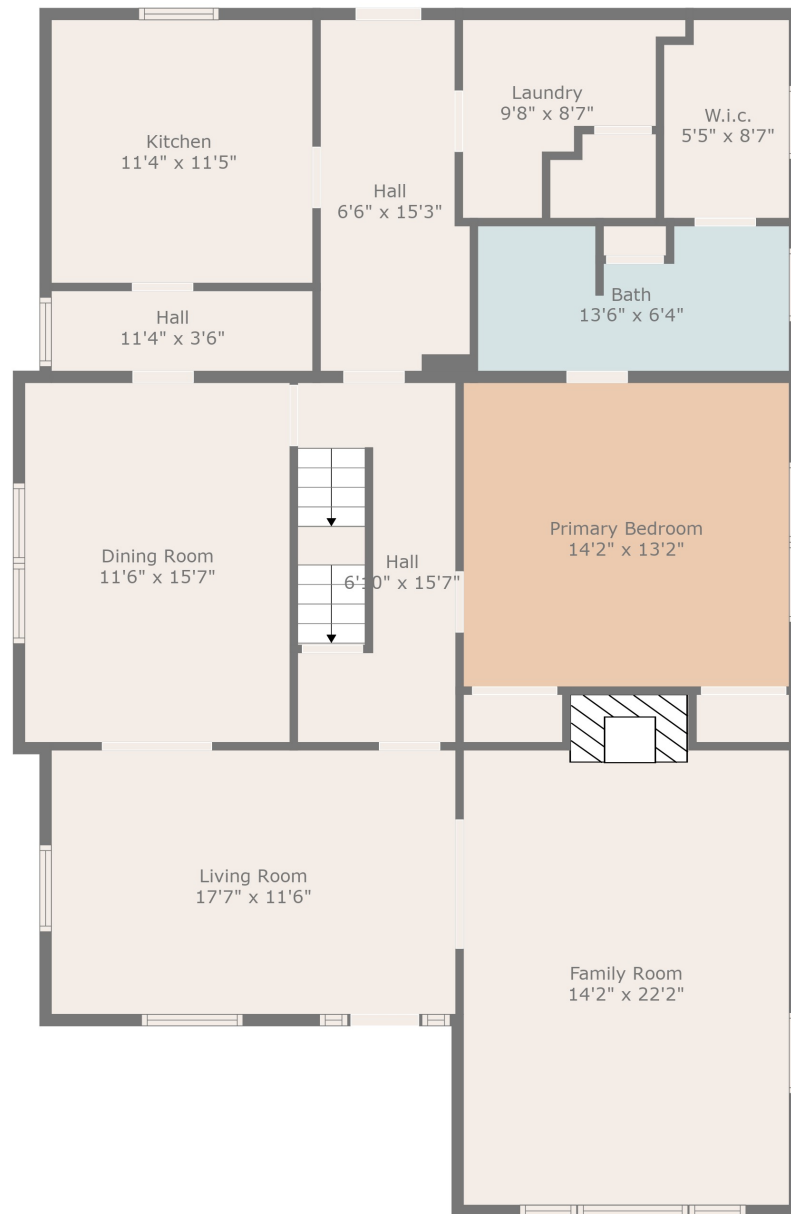 Kitchen
11'4" x 11'5"
Hall
6'6" x 15'3"
Laundry
9'8" x 8'7"
W.i.c.
5'5" x 8'7"
Hall
11'4" x 3'6"
Bath
13'6" x 6'4"
Dining Room
11'6" x 15'7"
Hall
6'10" x 15'7"
Primary Bedroom
14'2" x 13'2"
Living Room
17'7" x 11'6"
Family Room
14'2" x 22'2"